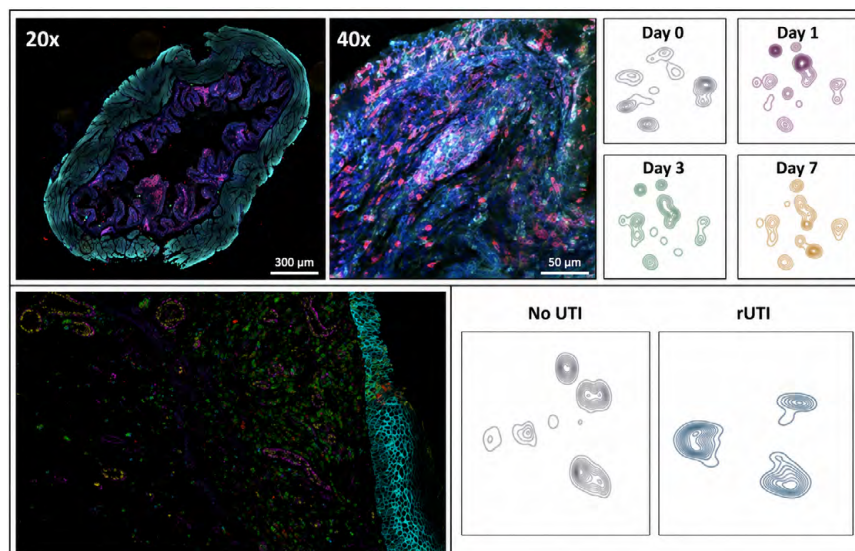 20x
40x
Day 0
Day 1
Day 3
Day 7
300 µm
50 µm
No UTI
rUTI